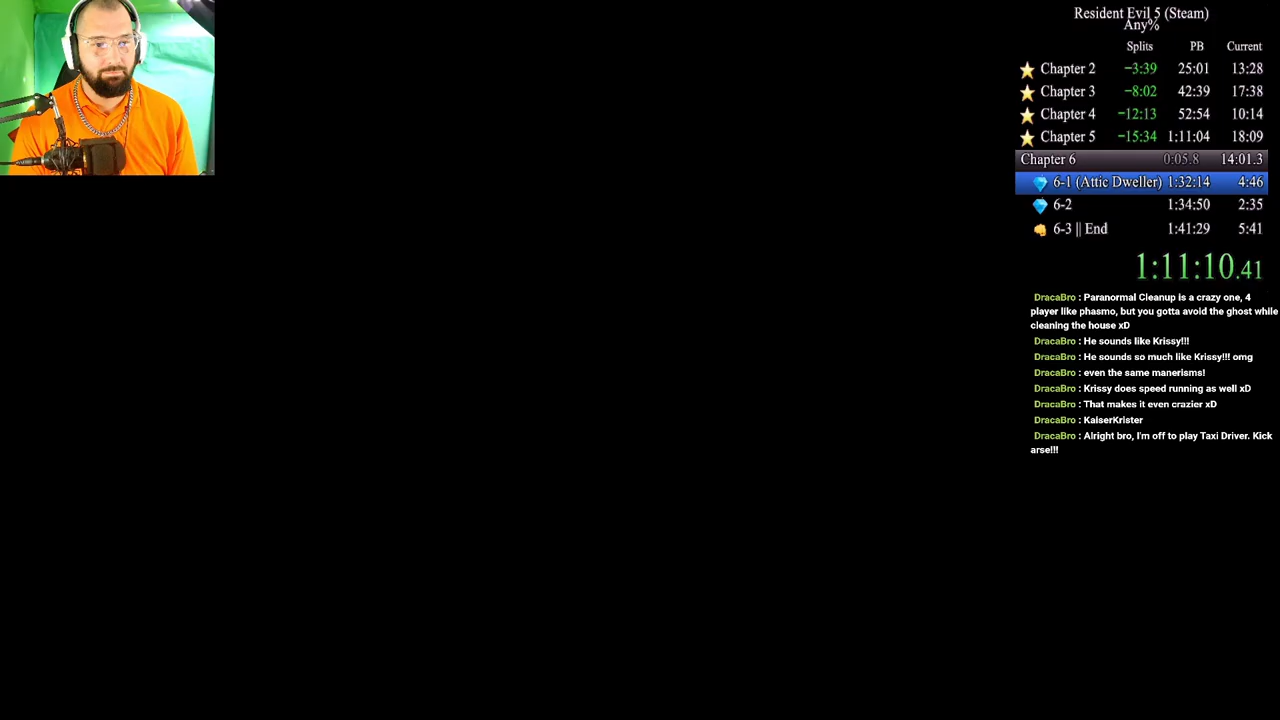 Resident Evil 5 (Steam)
Any%
Splits PB Current
Chapter 2 −3:39 25:01 13:28
Chapter 3 −8:02 42:39 17:38
Chapter 4 −12:13 52:54 10:14
Chapter 5 −15:34 1:11:04 18:09
Chapter 6 0:05.8 14:01.3
6-1 (Attic Dweller) 1:32:14 4:46
6-2 1:34:50 2:35
6-3 || End 1:41:29 5:41
1:11:10.41
DracaBro : Paranormal Cleanup is a crazy one, 4
player like phasmo, but you gotta avoid the ghost while
cleaning the house xD
DracaBro : He sounds like Krissy!!!
DracaBro : He sounds so much like Krissy!!! omg
DracaBro : even the same manerisms!
DracaBro : Krissy does speed running as well xD
DracaBro : That makes it even crazier xD
DracaBro : KaiserKrister
DracaBro : Alright bro, I'm off to play Taxi Driver. Kick
arse!!!